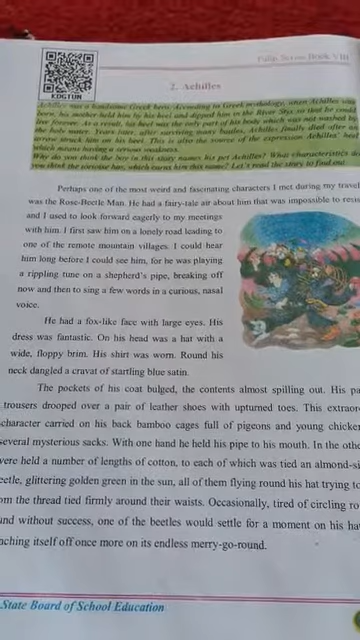 Tulip Series Book VIII
KDGTUN
2. Achilles
Achilles was a handsome Greek hero. According to Greek mythology, when Achilles was
born, his mother held him by his heel and dipped him in the River Styx so that he could
live forever. As a result, his heel was the only part of his body which was not washed by
the holy water. Years later, after surviving many battles, Achilles finally died after an
arrow struck him on his heel. This is also the source of the expression 'Achilles' heel'
which means having a serious weakness.
Why do you think the boy in this story names his pet Achilles? What characteristics do
you think the tortoise has, which earns him this name? Let's read the story to find out.
Perhaps one of the most weird and fascinating characters I met during my travel
was the Rose-Beetle Man. He had a fairy-tale air about him that was impossible to resis
and I used to look forward eagerly to my meetings
with him. I first saw him on a lonely road leading to
one of the remote mountain villages. I could hear
him long before I could see him, for he was playing
a rippling tune on a shepherd's pipe, breaking off
now and then to sing a few words in a curious, nasal
voice.
He had a fox-like face with large eyes. His
dress was fantastic. On his head was a hat with a
wide, floppy brim. His shirt was worn. Round his
neck dangled a cravat of startling blue satin.
The pockets of his coat bulged, the contents almost spilling out. His pa
trousers drooped over a pair of leather shoes with upturned toes. This extraor
character carried on his back bamboo cages full of pigeons and young chicken
several mysterious sacks. With one hand he held his pipe to his mouth. In the othe
were held a number of lengths of cotton, to each of which was tied an almond-si
eetle, glittering golden green in the sun, all of them flying round his hat trying to
om the thread tied firmly around their waists. Occasionally, tired of circling ro
and without success, one of the beetles would settle for a moment on his ha
aching itself off once more on its endless merry-go-round.
State Board of School Education